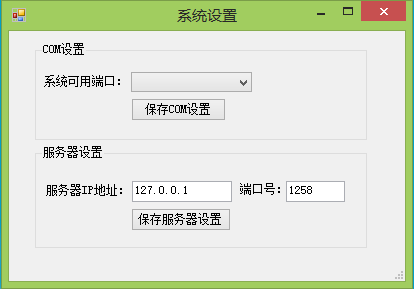 系统设置
COM设置
系统可用端口：
保存COM设置
服务器设置
服务器IP地址： 127.0.0.1 端口号： 1258
保存服务器设置